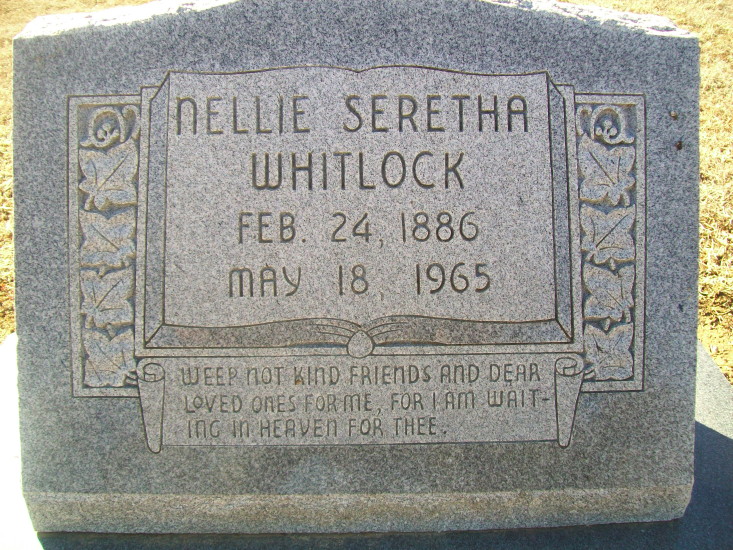 NELLIE SERETHA
WHITLOCK
FEB. 24, 1886
MAY 18, 1965
WEEP NOT KIND FRIENDS AND DEAR
LOVED ONES FOR ME, FOR I AM WAIT-
ING IN HEAVEN FOR THEE.